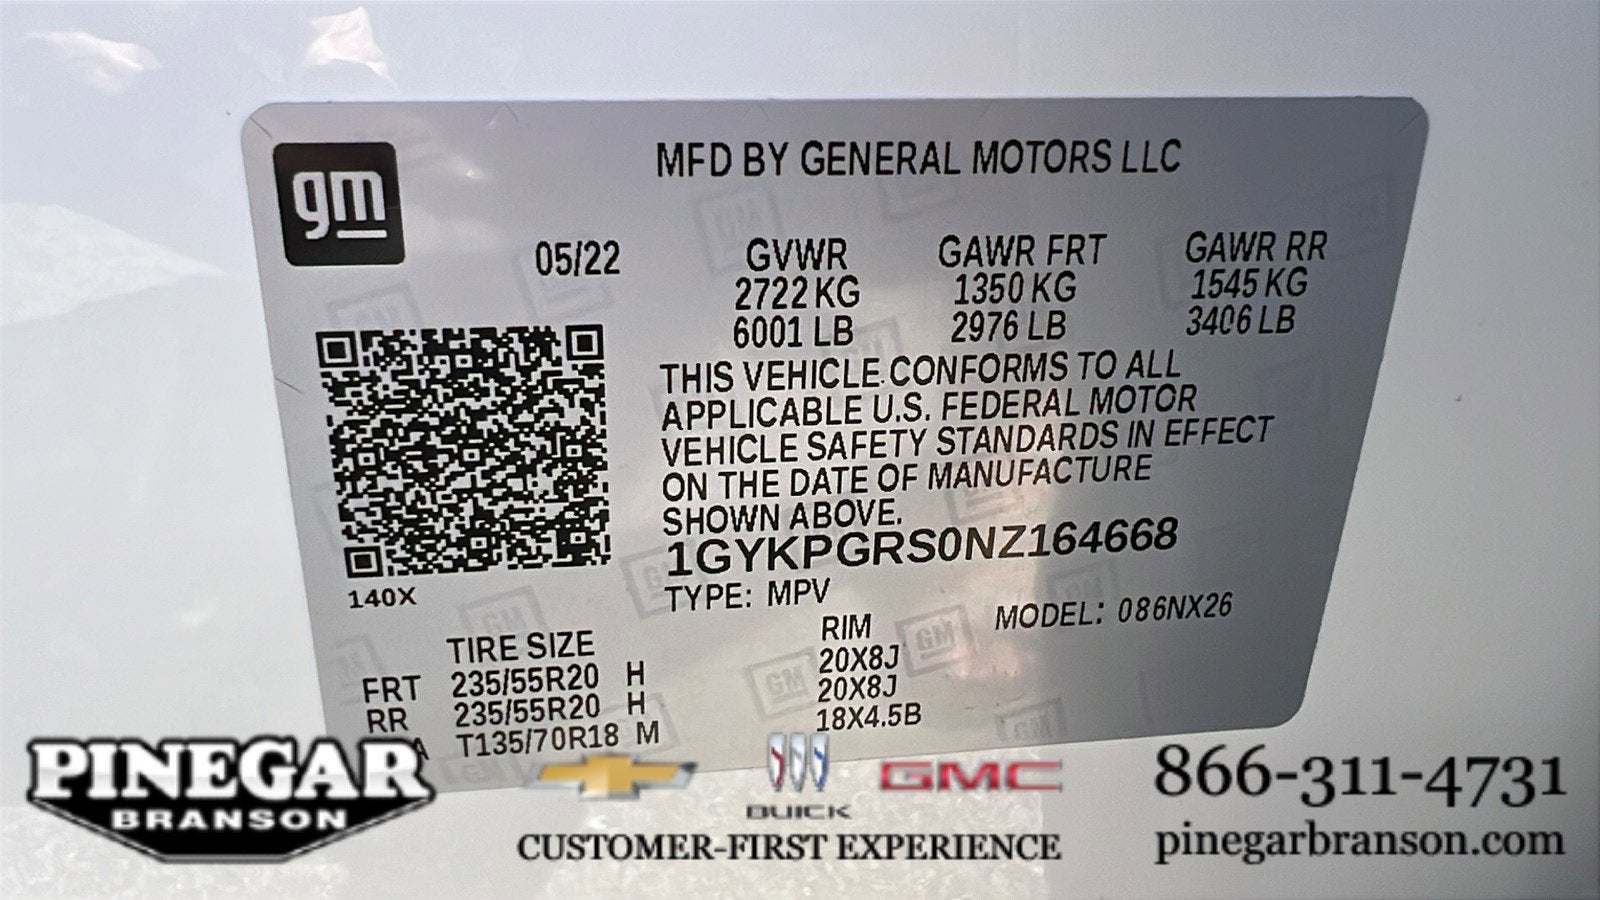 gm
MFD BY GENERAL MOTORS LLC
05/22 GVWR GAWR FRT GAWR RR
2722 KG 1350 KG 1545 KG
6001 LB 2976 LB 3406 LB
THIS VEHICLE CONFORMS TO ALL
APPLICABLE U.S. FEDERAL MOTOR
VEHICLE SAFETY STANDARDS IN EFFECT
ON THE DATE OF MANUFACTURE
SHOWN ABOVE.
1GYKPGRS0NZ164668
140X
TYPE: MPV MODEL: 086NX26
TIRE SIZE RIM
FRT 235/55R20 H 20X8J
RR 235/55R20 H 20X8J
T135/70R18 M 18X4.5B
PINEGAR
BRANSON
BUICK
GMC
CUSTOMER-FIRST EXPERIENCE
866-311-4731
pinegarbranson.com